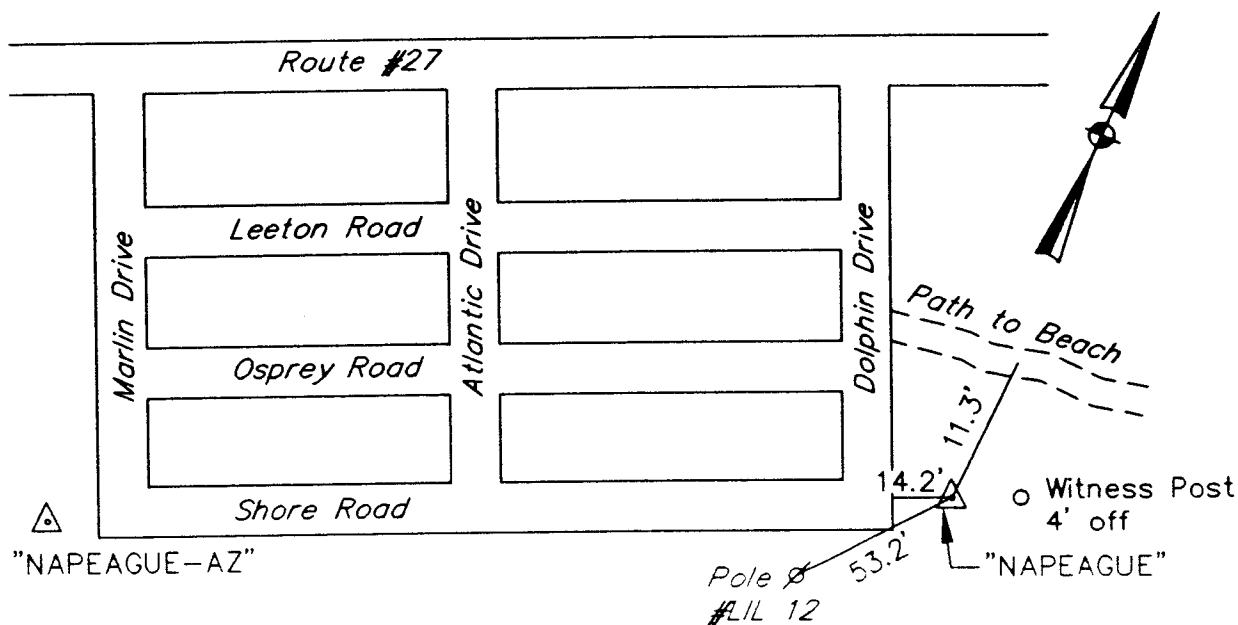 Route #27
Leeton Road
Marlin Drive
Atlantic Drive
Dolphin Drive
Path to Beach
Osprey Road
11.3'
14.2'
Witness Post
4' off
Shore Road
"NAPEAGUE-AZ"
53.2'
"NAPEAGUE"
Pole
#LIL 12